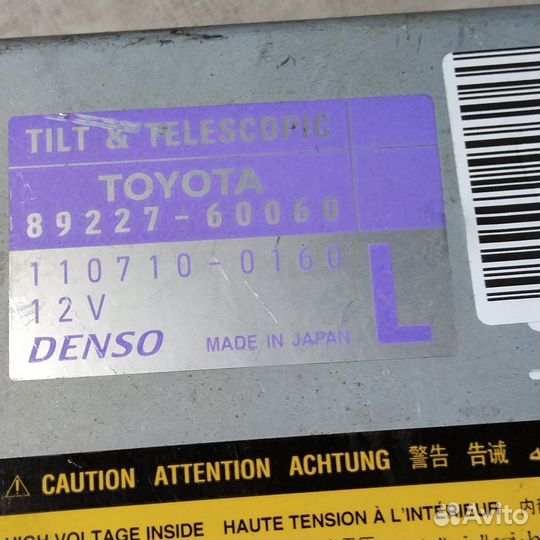 TILT & TELESCOPIC
TOYOTA
89227-60060
110710-0160
12V
L
DENSO
MADE IN JAPAN
⚠ CAUTION ATTENTION ACHTUNG 警告 告诫
HIGH VOLTAGE INSIDE HAUTE TENSION À L'INTÉRIEUR
Avito